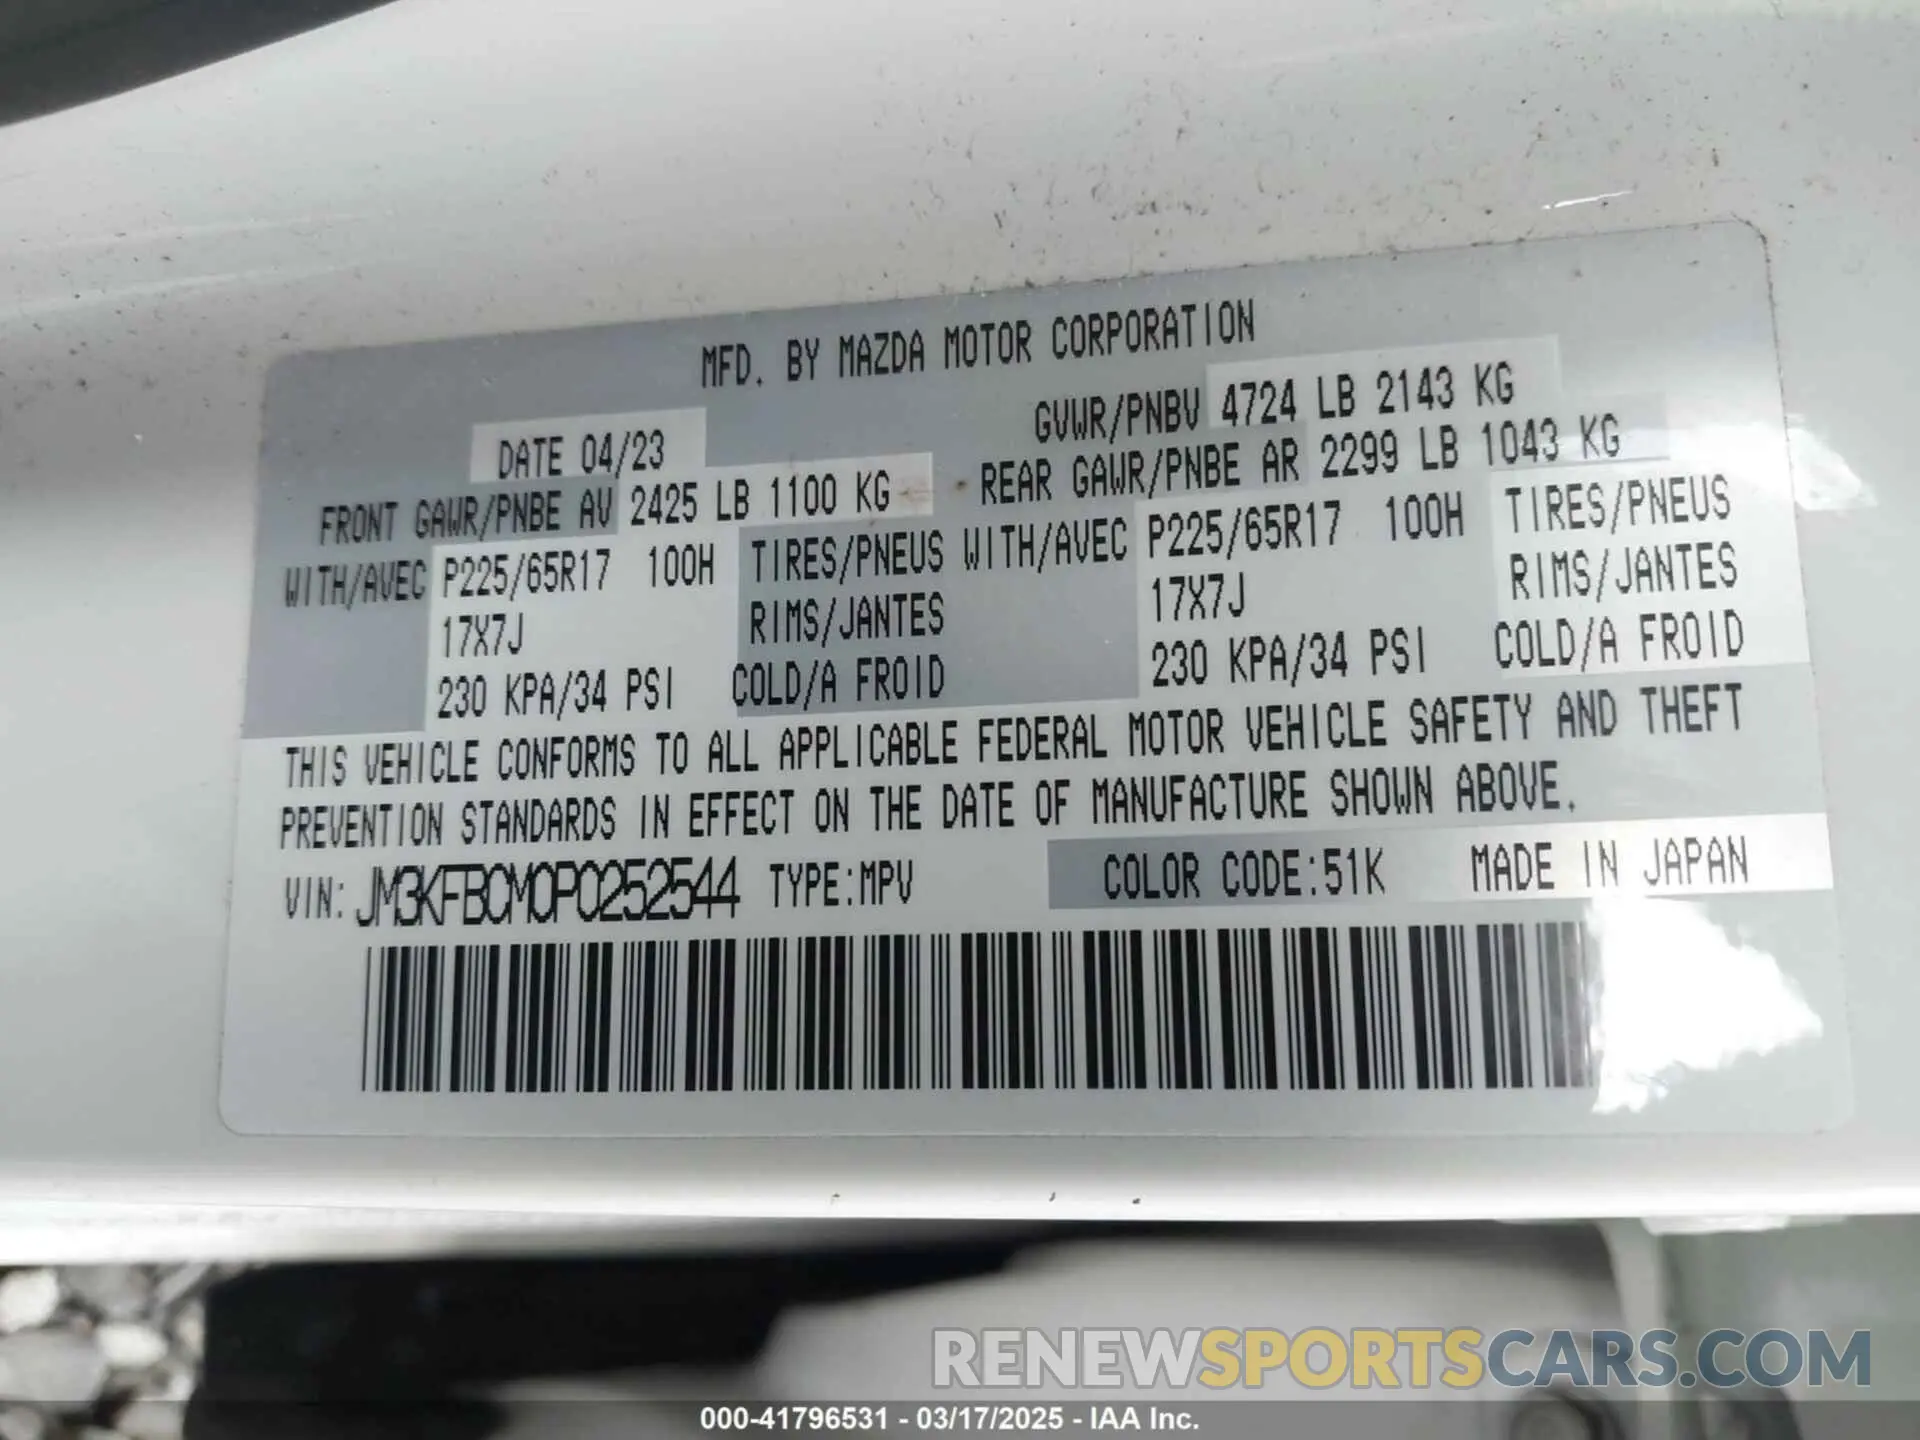 MFD. BY MAZDA MOTOR CORPORATION
DATE 04/23 GVWR/PNBV 4724 LB 2143 KG
FRONT GAWR/PNBE AV 2425 LB 1100 KG REAR GAWR/PNBE AR 2299 LB 1043 KG
WITH/AVEC P225/65R17 100H TIRES/PNEUS WITH/AVEC P225/65R17 100H TIRES/PNEUS
17X7J RIMS/JANTES 17X7J RIMS/JANTES
230 KPA/34 PSI COLD/A FROID 230 KPA/34 PSI COLD/A FROID
THIS VEHICLE CONFORMS TO ALL APPLICABLE FEDERAL MOTOR VEHICLE SAFETY AND THEFT
PREVENTION STANDARDS IN EFFECT ON THE DATE OF MANUFACTURE SHOWN ABOVE.
VIN: JM3KFBCM0P0252544 TYPE:MPV COLOR CODE:51K MADE IN JAPAN
RENEWSPORTSCARS.COM
000-41796531 - 03/17/2025 - IAA Inc.